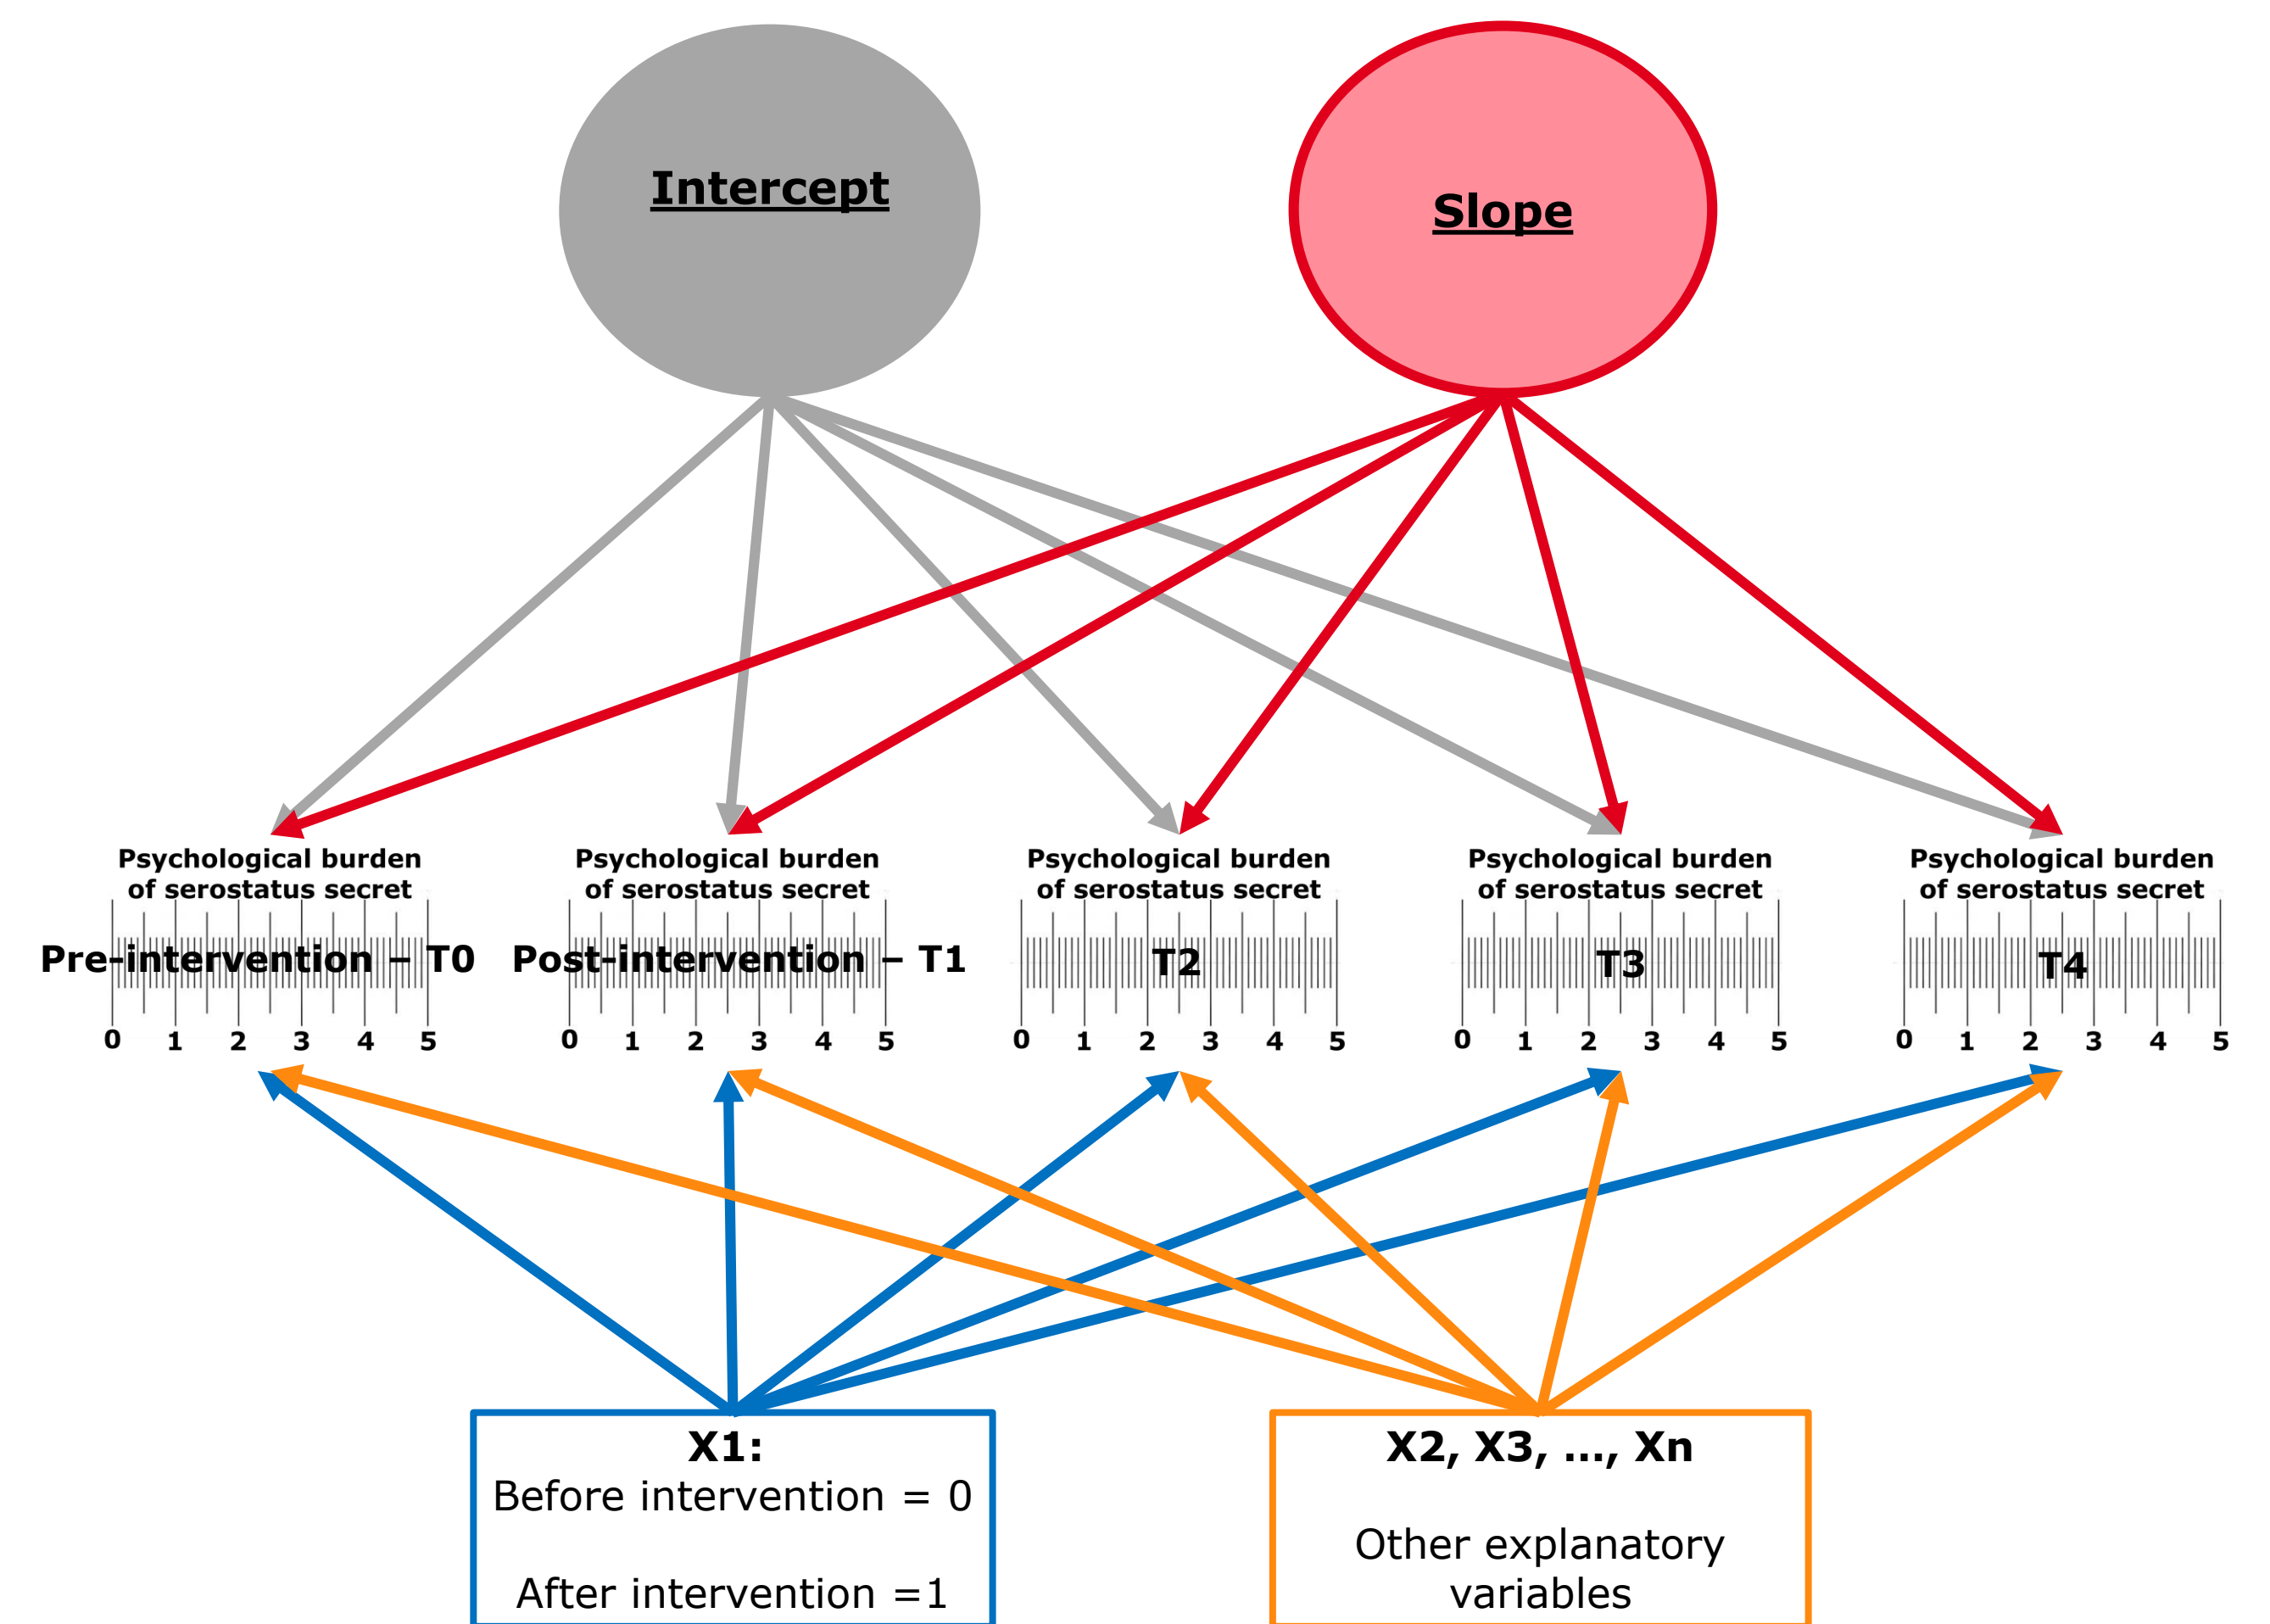 Intercept
Slope
Psychological burden
of serostatus secret
Pre-intervention – T0
0 1 2 3 4 5
Psychological burden
of serostatus secret
Post-intervention – T1
0 1 2 3 4 5
Psychological burden
of serostatus secret
T2
0 1 2 3 4 5
Psychological burden
of serostatus secret
T3
0 1 2 3 4 5
Psychological burden
of serostatus secret
T4
0 1 2 3 4 5
X1:
Before intervention = 0
After intervention =1
X2, X3, ..., Xn
Other explanatory
variables